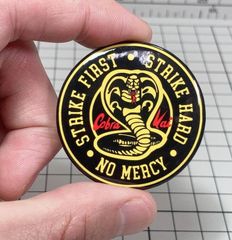 STRIKE FIRST • STRIKE HARD
• NO MERCY •
Cobra Kai